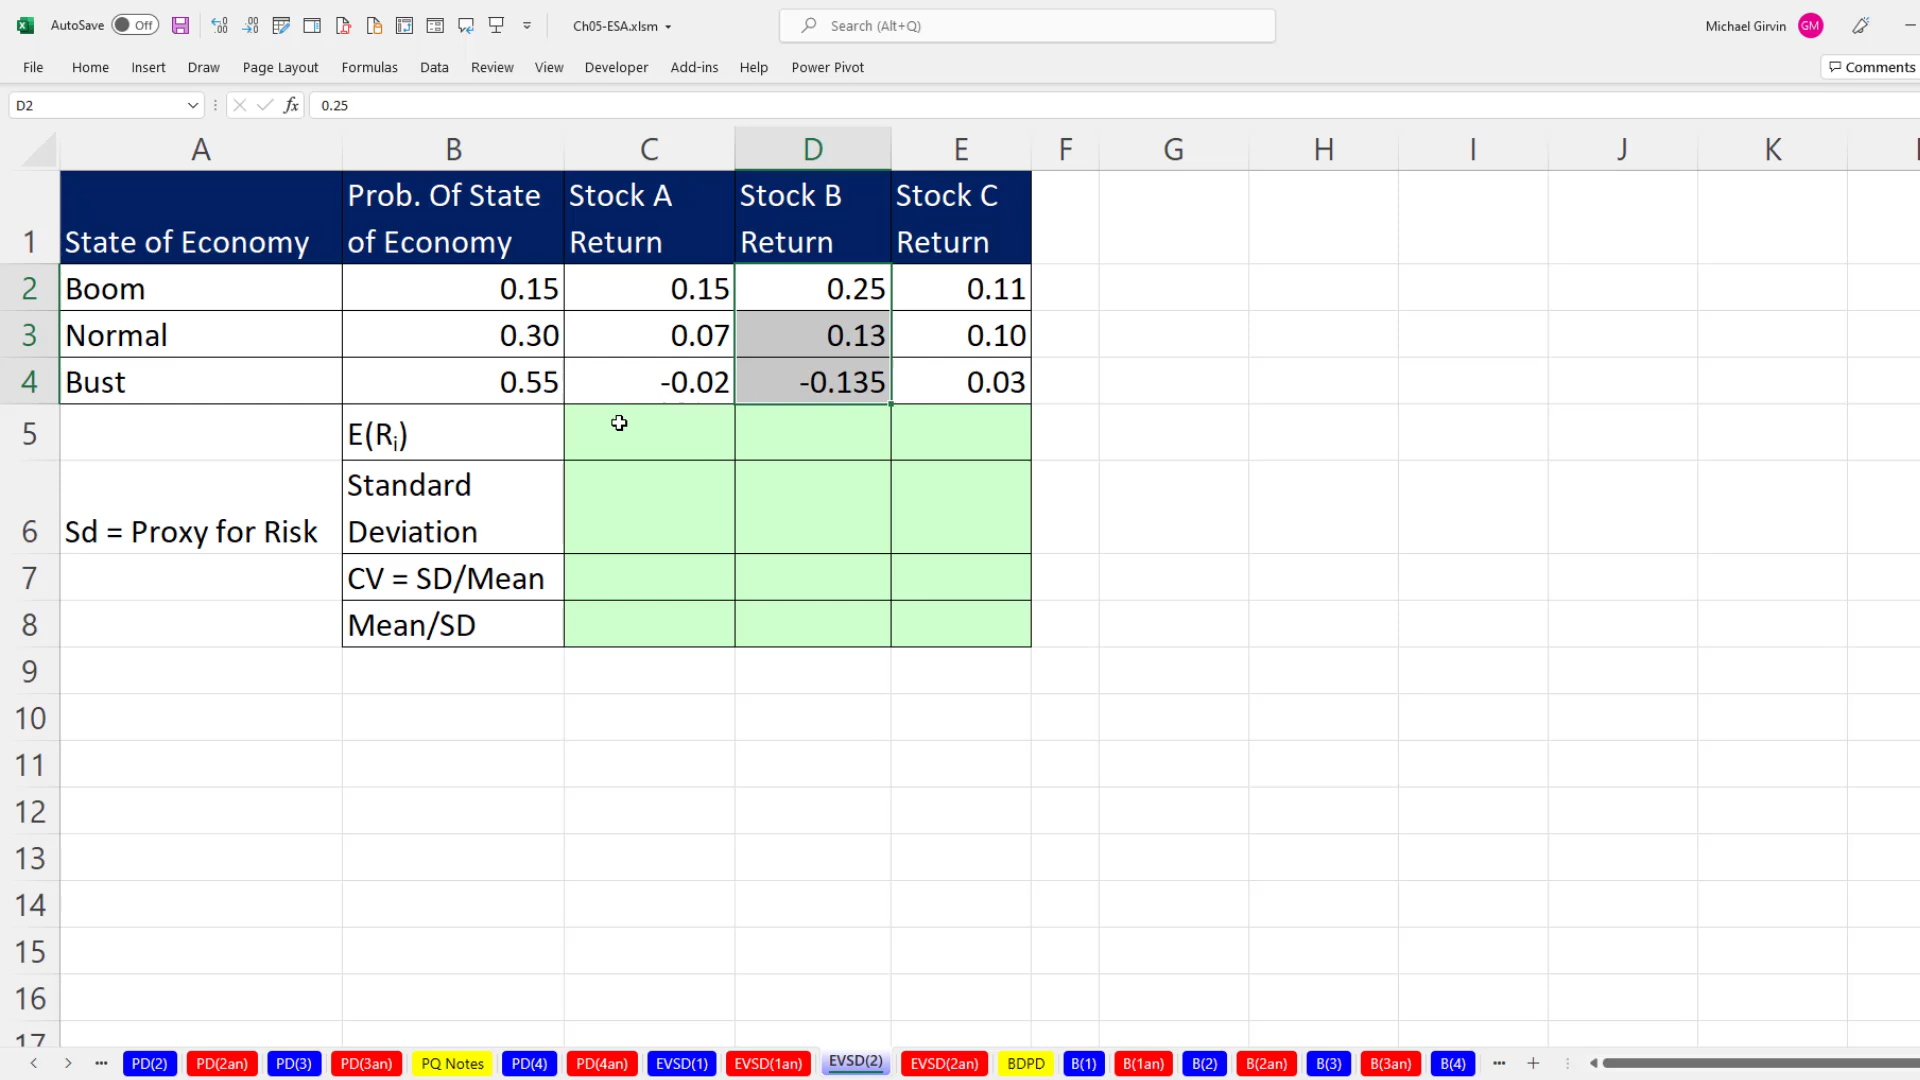 AutoSave Off Ch05-ESA.xlsm Search (Alt+Q) Michael Girvin GM
File Home Insert Draw Page Layout Formulas Data Review View Developer Add-ins Help Power Pivot Comments
D2 fx 0.25
A B C D E F G H I J K
1 State of Economy Prob. Of State of Economy Stock A Return Stock B Return Stock C Return
2 Boom 0.15 0.15 0.25 0.11
3 Normal 0.30 0.07 0.13 0.10
4 Bust 0.55 -0.02 -0.135 0.03
5 E(Ri)
6 Sd = Proxy for Risk Standard Deviation
7 CV = SD/Mean
8 Mean/SD
9
10
11
12
13
14
15
16
17
PD(2) PD(2an) PD(3) PD(3an) PQ Notes PD(4) PD(4an) EVSD(1) EVSD(1an) EVSD(2) EVSD(2an) BDPD B(1) B(1an) B(2) B(2an) B(3) B(3an) B(4)